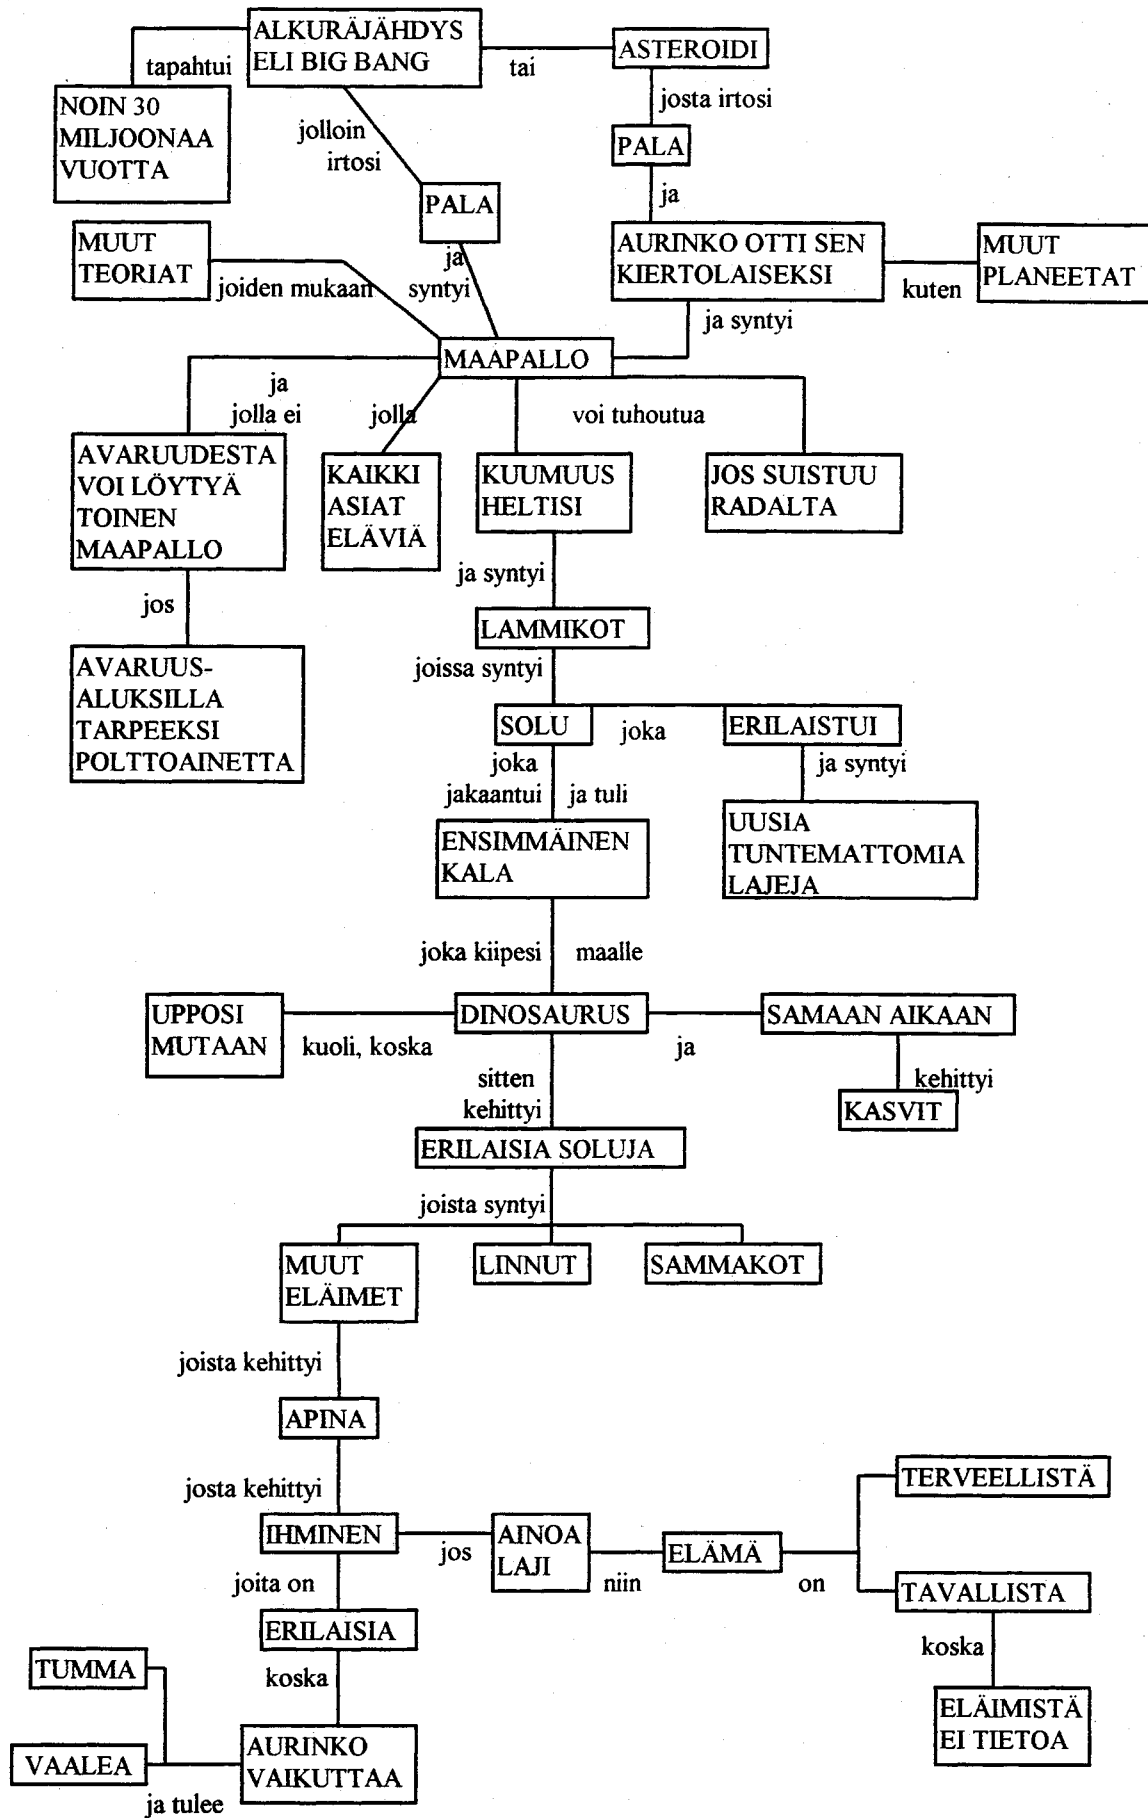 ALKURÄJÄHDYS
ELI BIG BANG
tapahtui
tai
ASTEROIDI
NOIN 30
MILJOONAA
VUOTTA
jolloin
irtosi
josta irtosi
PALA
PALA
ja
MUUT
TEORIAT
joiden mukaan
ja
syntyi
AURINKO OTTI SEN
KIERTOLAISEKSI
kuten
MUUT
PLANEETAT
ja syntyi
MAAPALLO
ja
jolla ei
jolla
voi tuhoutua
AVARUUDESTA
VOI LÖYTYÄ
TOINEN
MAAPALLO
KAIKKI
ASIAT
ELÄVIÄ
KUUMUUS
HELTISI
JOS SUISTUU
RADALTA
jos
ja syntyi
AVARUUS-
ALUKSILLA
TARPEEKSI
POLTTOAINETTA
LAMMIKOT
joissa syntyi
SOLU
joka
ERILAISTUI
joka
jakaantui
ja tuli
ja syntyi
ENSIMMÄINEN
KALA
UUSIA
TUNTEMATTOMIA
LAJEJA
joka kiipesi
maalle
UPPOSI
MUTAAN
kuoli, koska
DINOSAURUS
ja
SAMAAN AIKAAN
sitten
kehittyi
kehittyi
KASVIT
ERILAISIA SOLUJA
joista syntyi
MUUT
ELÄIMET
LINNUT
SAMMAKOT
joista kehittyi
APINA
josta kehittyi
IHMINEN
jos
AINOA
LAJI
niin
ELÄMÄ
on
TERVEELLISTÄ
TAVALLISTA
joita on
ERILAISIA
koska
koska
ELÄIMISTÄ
EI TIETOA
TUMMA
VAALEA
AURINKO
VAIKUTTAA
ja tulee